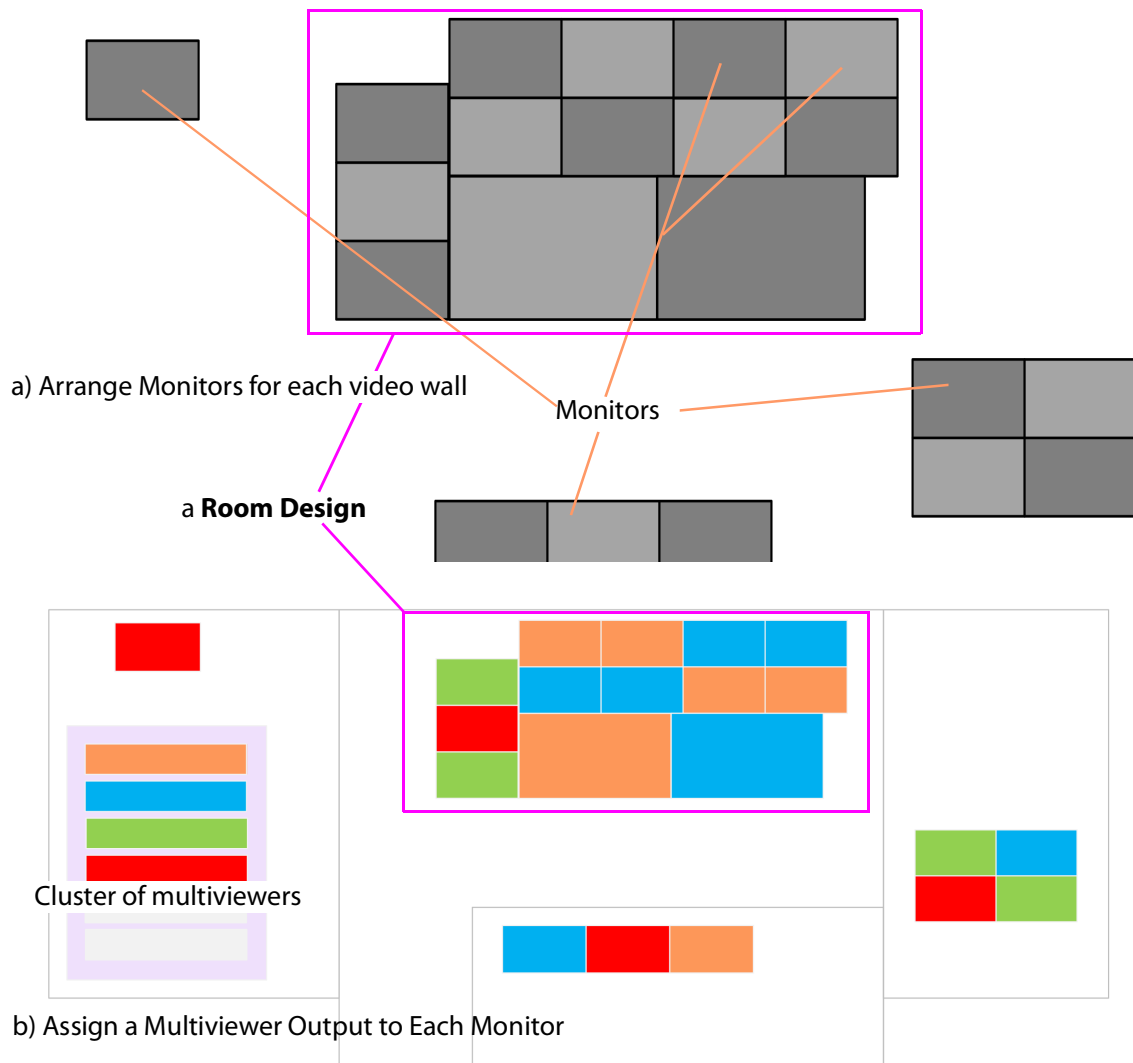 a) Arrange Monitors for each video wall
Monitors
a Room Design
Cluster of multiviewers
b) Assign a Multiviewer Output to Each Monitor